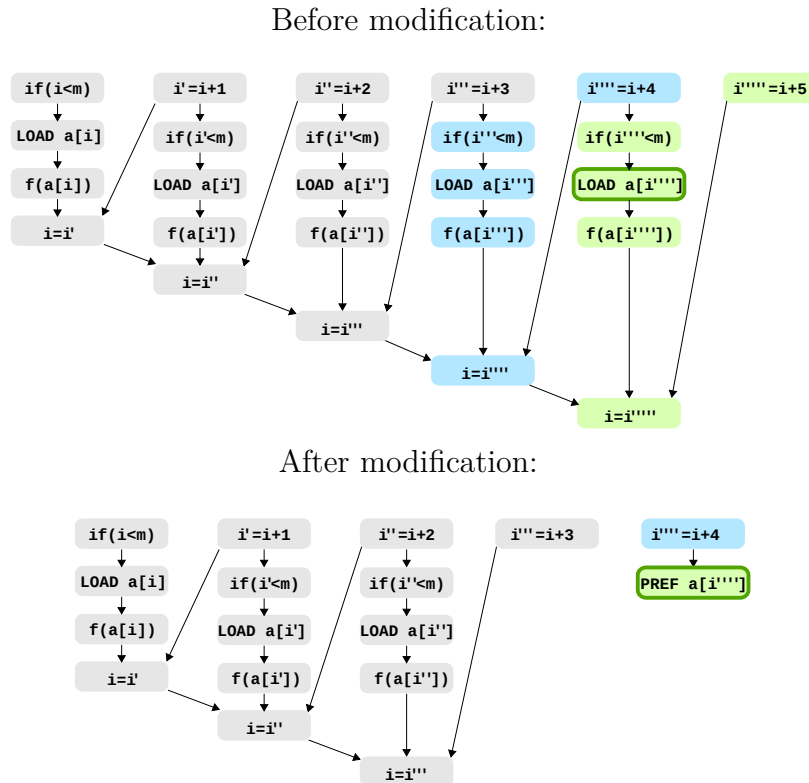 Before modification:
if(i<m) i'=i+1 i''=i+2 i'''=i+3 i''''=i+4 i'''''=i+5
LOAD a[i] if(i'<m) if(i''<m) if(i'''<m) if(i''''<m)
f(a[i]) LOAD a[i'] LOAD a[i''] LOAD a[i'''] LOAD a[i'''']
i=i' f(a[i']) f(a[i'']) f(a[i''']) f(a[i''''])
i=i''
i=i'''
i=i''''
i=i'''''
After modification:
if(i<m) i'=i+1 i''=i+2 i'''=i+3 i''''=i+4
LOAD a[i] if(i'<m) if(i''<m) PREF a[i'''']
f(a[i]) LOAD a[i'] LOAD a[i'']
i=i' f(a[i']) f(a[i''])
i=i''
i=i'''